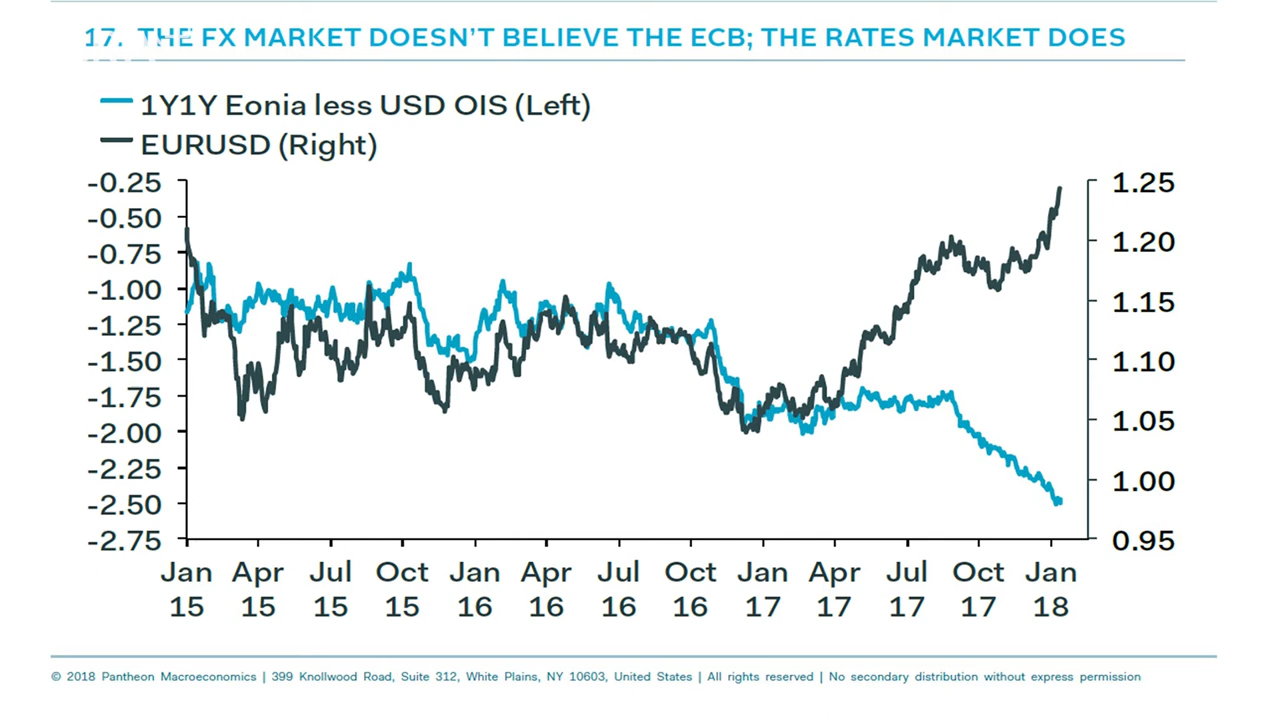 17. THE FX MARKET DOESN'T BELIEVE THE ECB; THE RATES MARKET DOES
1Y1Y Eonia less USD OIS (Left)
EURUSD (Right)
-0.25 1.25
-0.50
1.20
-0.75
-1.00
1.15
-1.25
-1.50 1.10
-1.75
1.05
-2.00
-2.25
1.00
-2.50
-2.75 0.95
Jan Apr Jul Oct Jan Apr Jul Oct Jan Apr Jul Oct Jan
15 15 15 15 16 16 16 16 17 17 17 17 18
© 2018 Pantheon Macroeconomics | 399 Knollwood Road, Suite 312, White Plains, NY 10603, United States | All rights reserved | No secondary distribution without express permission